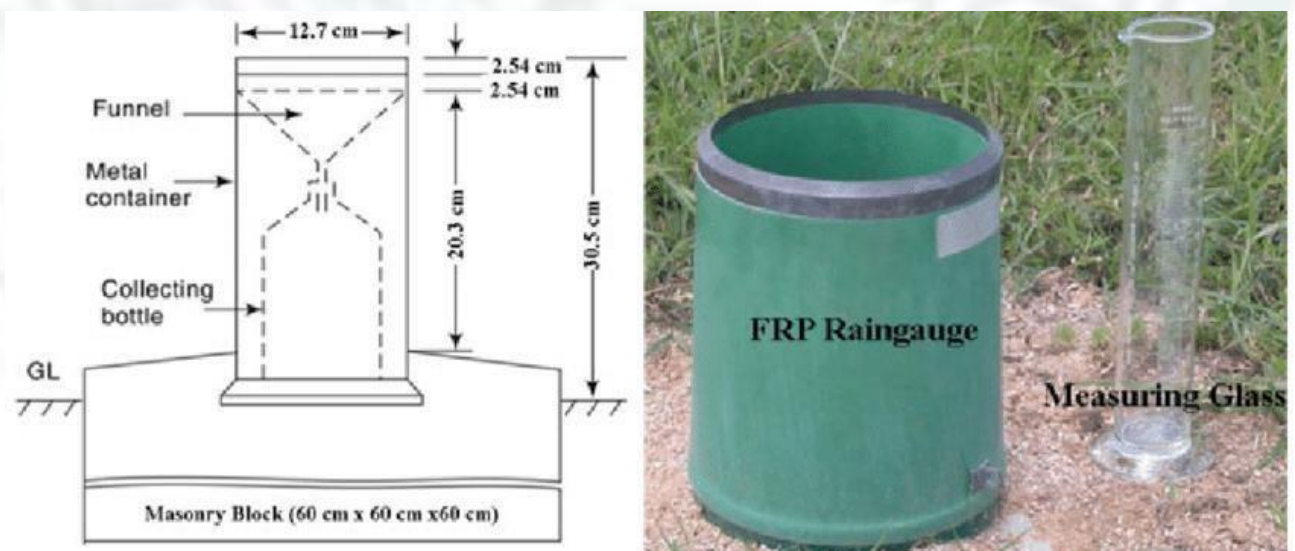 12.7 cm
2.54 cm
2.54 cm
Funnel
Metal
container
20.3 cm
30.5 cm
Collecting
bottle
GL
Masonry Block (60 cm x 60 cm x60 cm)
FRP Raingauge
Measuring Glass